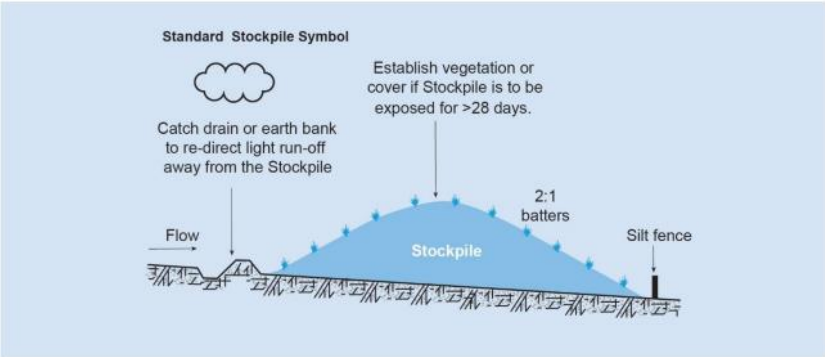 Standard Stockpile Symbol
Catch drain or earth bank
to re-direct light run-off
away from the Stockpile
Establish vegetation or
cover if Stockpile is to be
exposed for >28 days.
2:1
batters
Flow
Stockpile
Silt fence